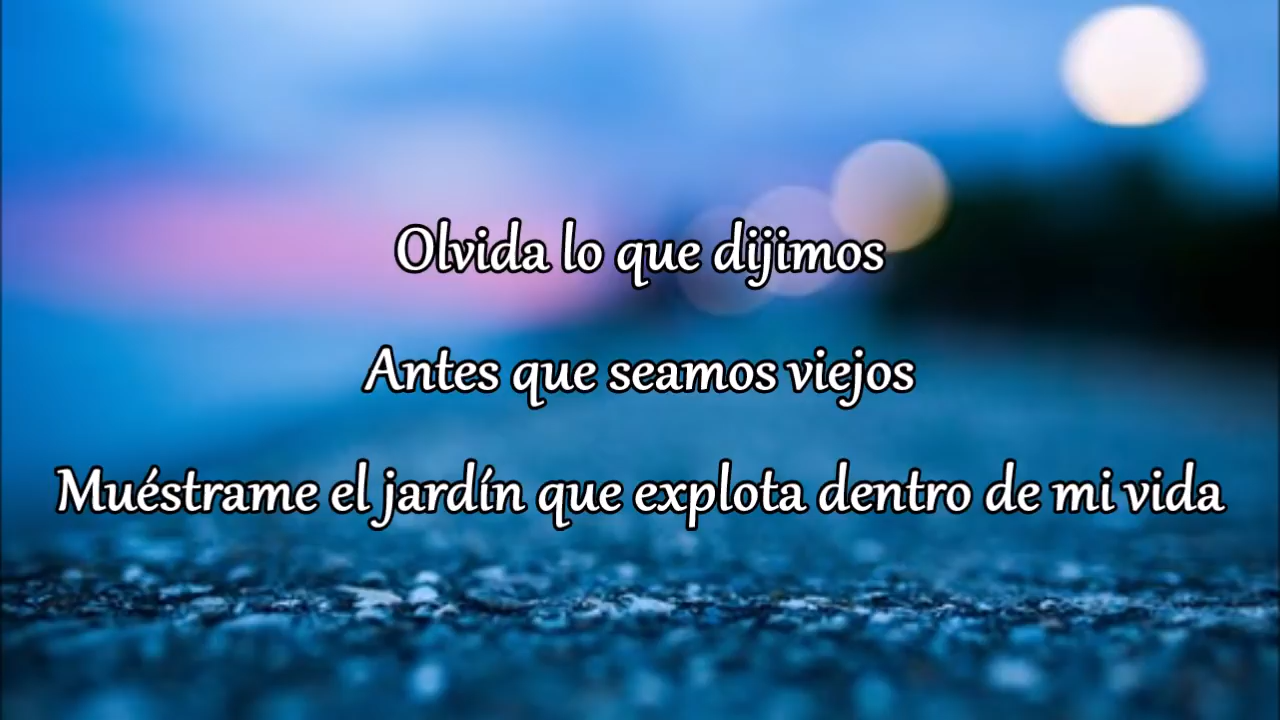 Olvida lo que dijimos
Antes que seamos viejos
Muéstrame el jardín que explota dentro de mi vida